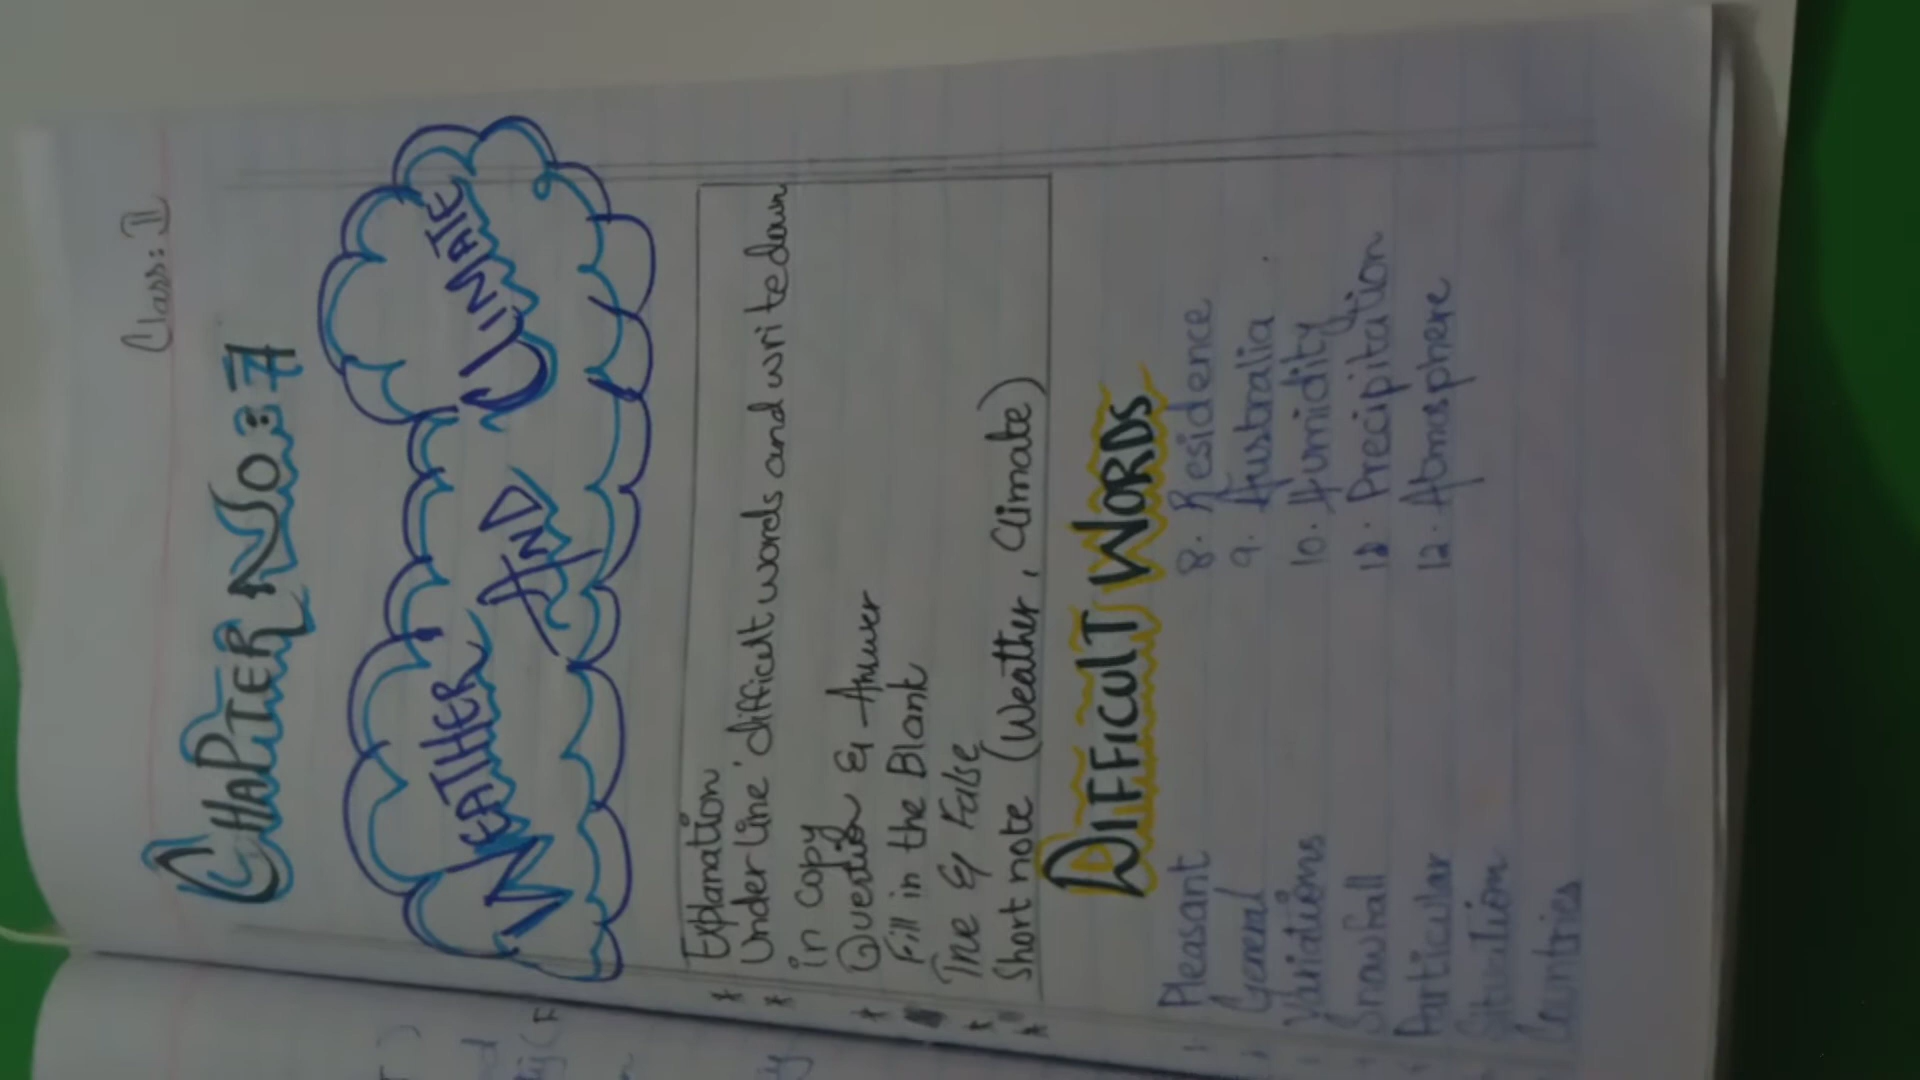 Class: II
CHAPTER NO: 7
WEATHER AND CLIMATE
* Explanation
* Underline difficult words and write down
in copy
* Question & Answer
Fill in the Blank
* True & False
* Short note (Weather, Climate)
DIFFICULT WORDS
Pleasant
General
Variations
Snowfall
Particular
Situation
Countries
8. Residence
9. Australia
10. Humidity
Precipitation
12. Atmosphere